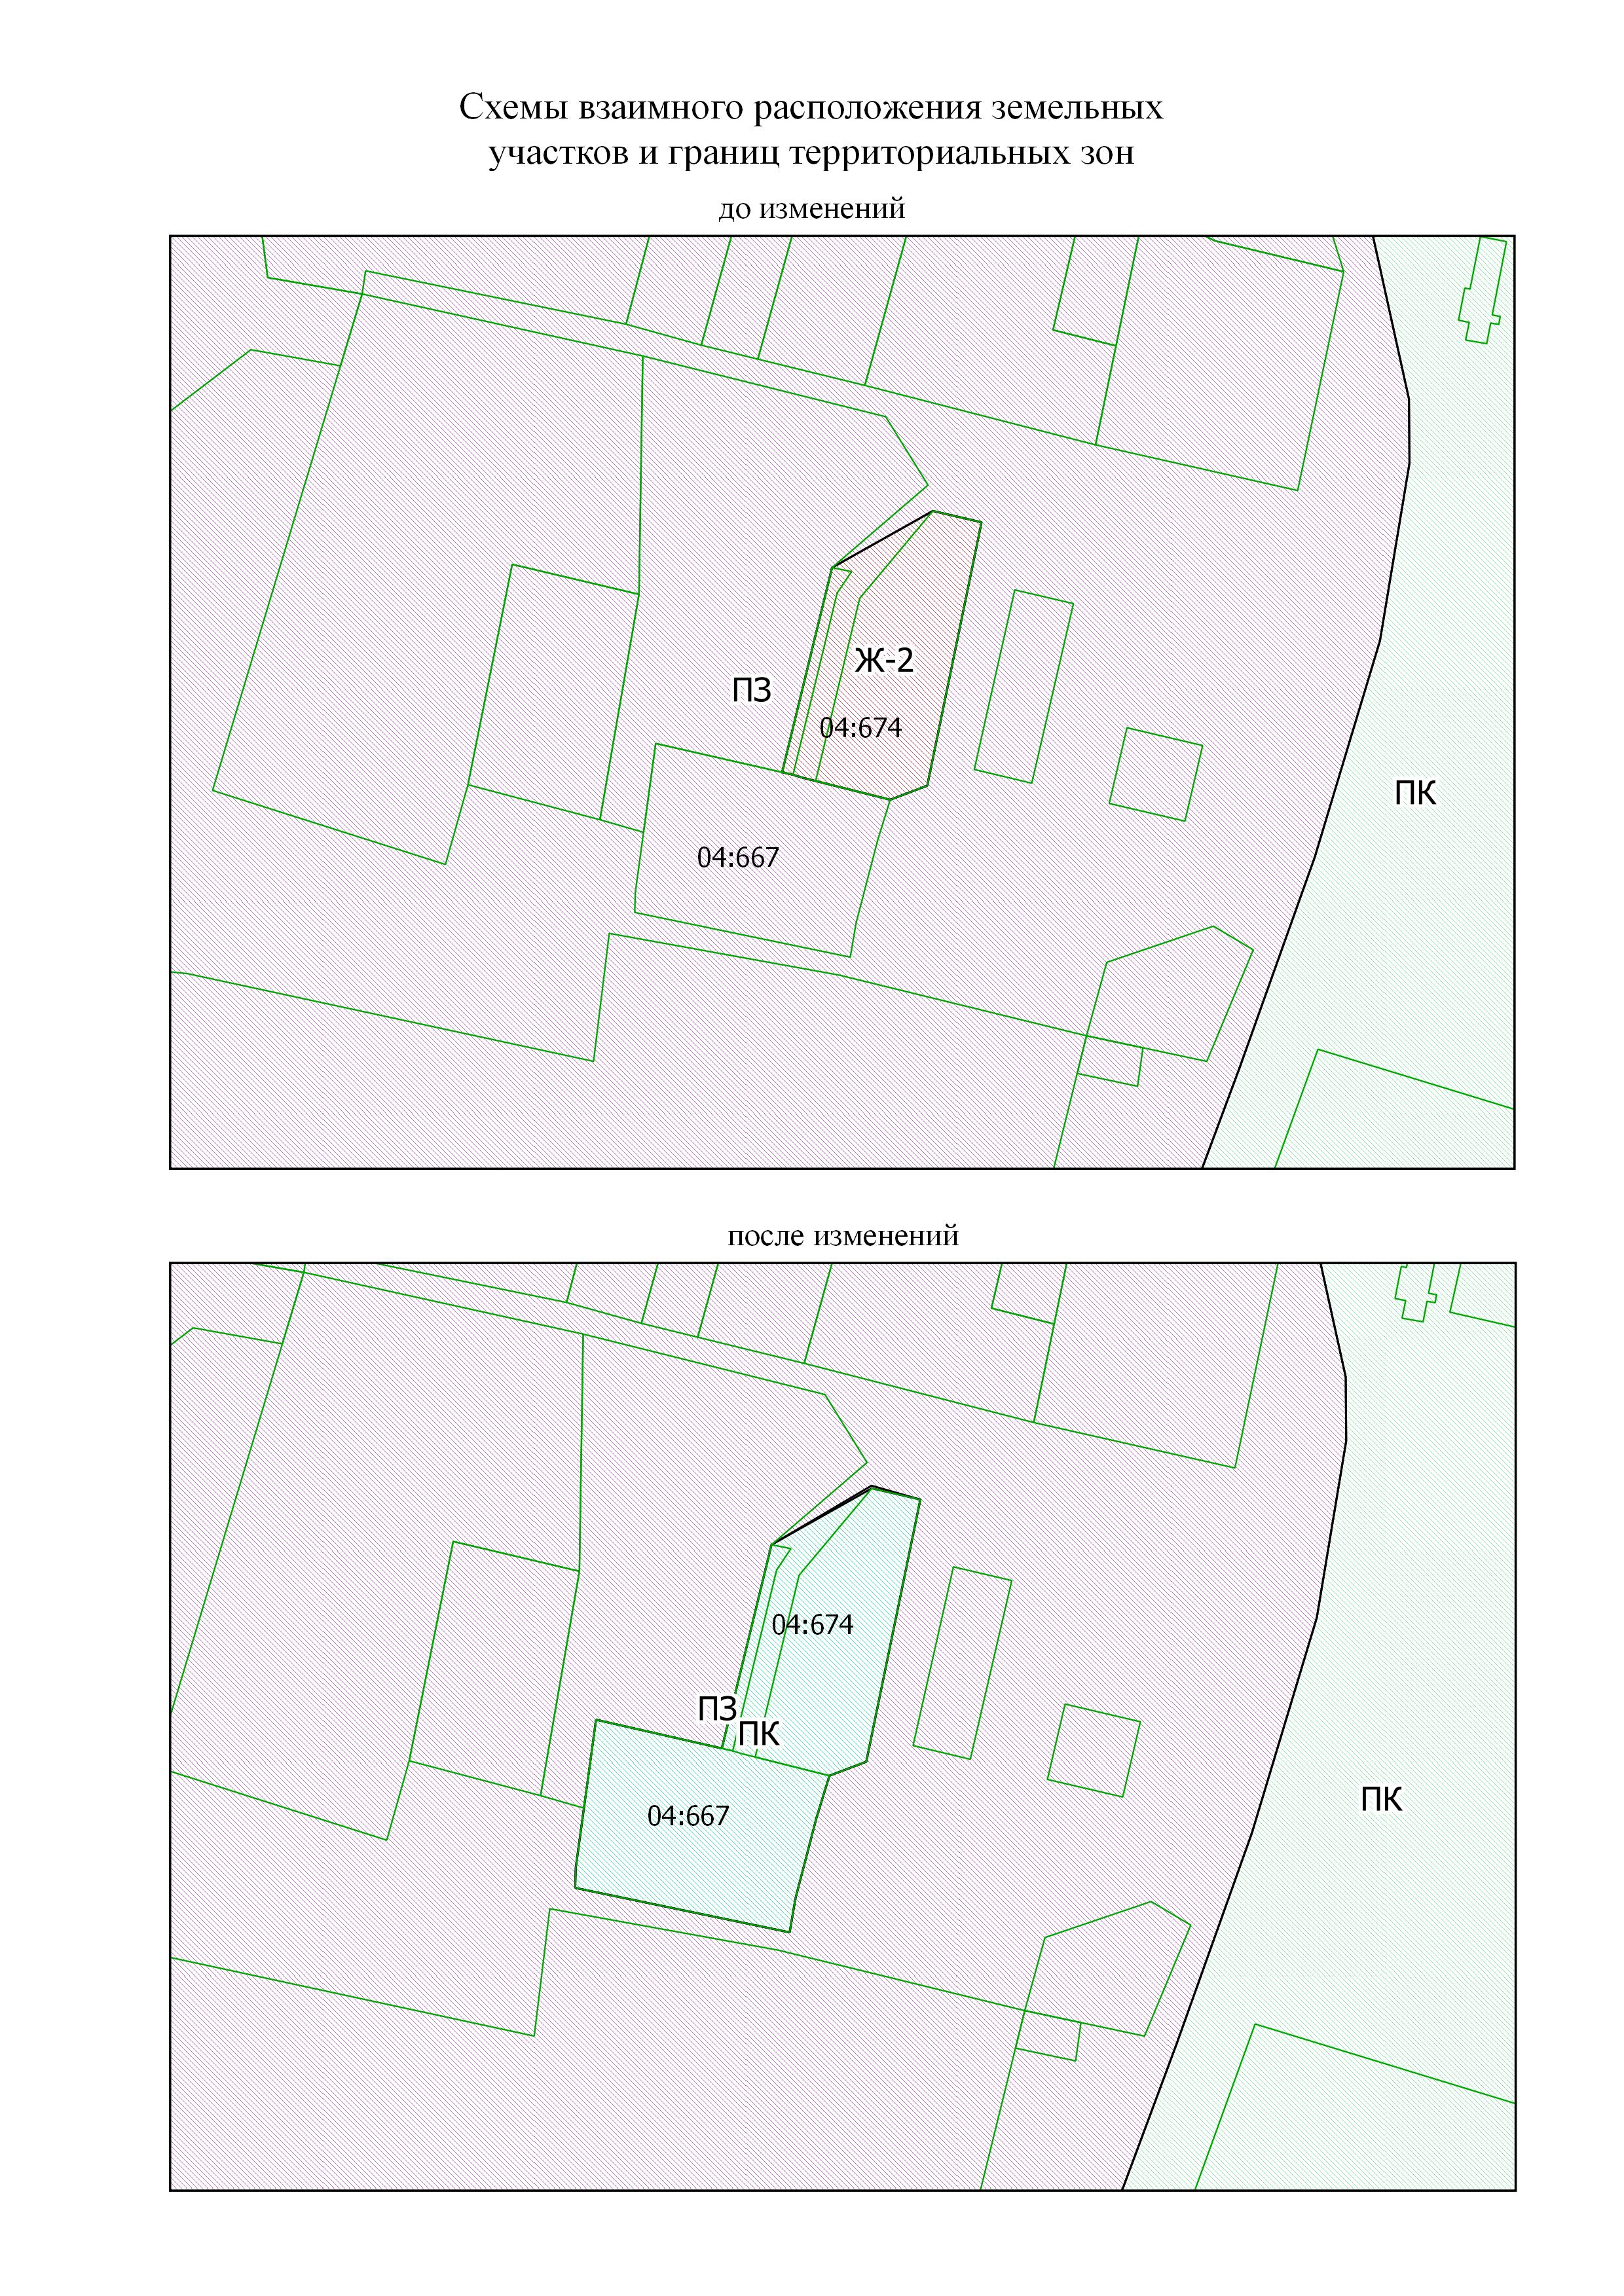 Схемы взаимного расположения земельных
участков и границ территориальных зон
до изменений
Ж-2
ПЗ
04:674
ПК
04:667
после изменений
04:674
ПЗ
ПК
ПК
04:667